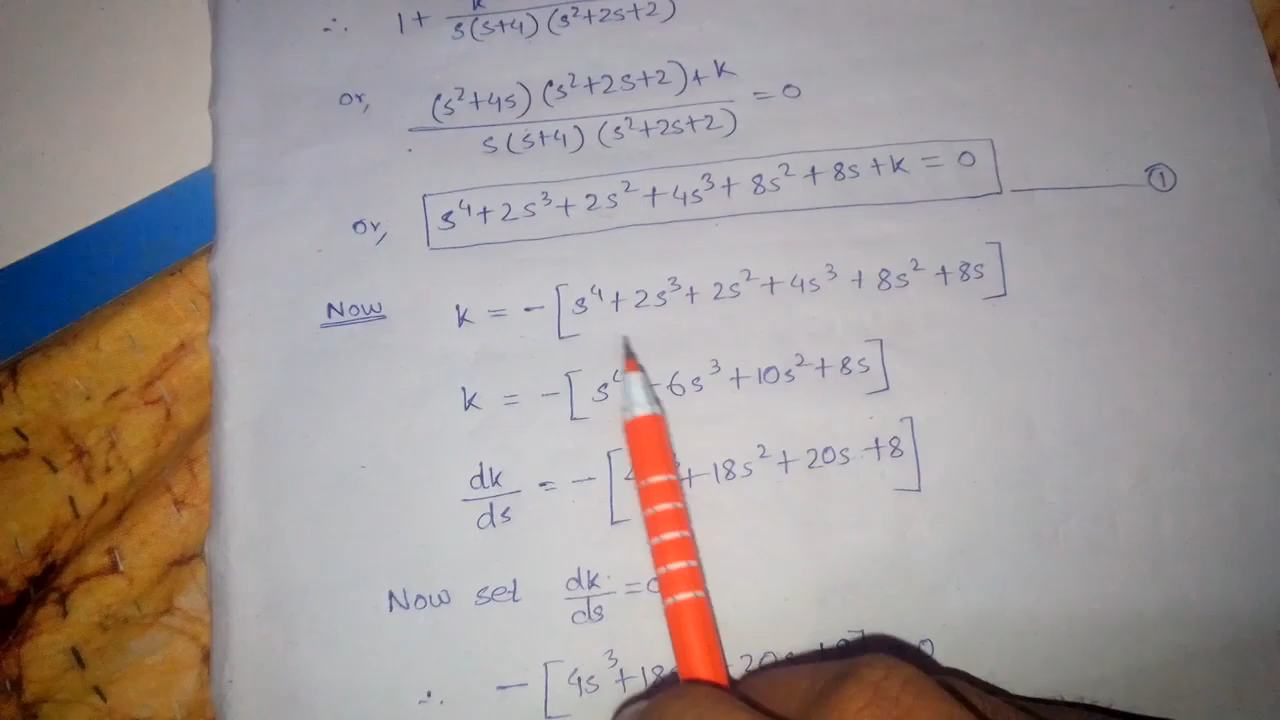 ∴ 1 + K / s(s+4)(s²+2s+2)
or, (s²+4s)(s²+2s+2)+k / s(s+4)(s²+2s+2) = 0
or, s⁴+2s³+2s²+4s³+8s²+8s+k = 0 ①
Now k = -[s⁴+2s³+2s²+4s³+8s²+8s]
k = -[s⁴ 6s³+10s²+8s]
dk/ds = -[ +18s²+20s+8]
Now set dk/ds =
∴ -[4s³+18 20s